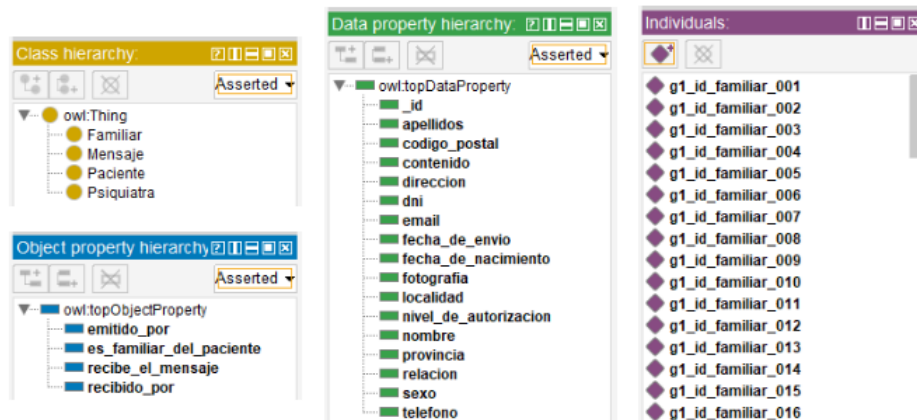 Class hierarchy:
Asserted
owl:Thing
Familiar
Mensaje
Paciente
Psiquiatra
Object property hierarchy
Asserted
owl:topObjectProperty
emitido_por
es_familiar_del_paciente
recibe_el_mensaje
recibido_por
Data property hierarchy:
Asserted
owl:topDataProperty
_id
apellidos
codigo_postal
contenido
direccion
dni
email
fecha_de_envio
fecha_de_nacimiento
fotografia
localidad
nivel_de_autorizacion
nombre
provincia
relacion
sexo
telefono
Individuals:
g1_id_familiar_001
g1_id_familiar_002
g1_id_familiar_003
g1_id_familiar_004
g1_id_familiar_005
g1_id_familiar_006
g1_id_familiar_007
g1_id_familiar_008
g1_id_familiar_009
g1_id_familiar_010
g1_id_familiar_011
g1_id_familiar_012
g1_id_familiar_013
g1_id_familiar_014
g1_id_familiar_015
g1_id_familiar_016